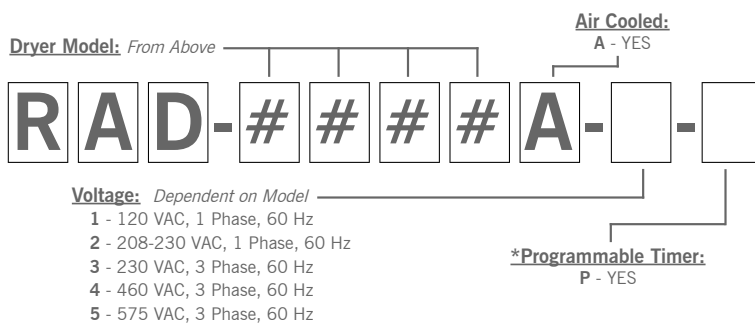 Air Cooled:
A - YES
Dryer Model: From Above
RAD-####A- -
Voltage: Dependent on Model
1 - 120 VAC, 1 Phase, 60 Hz
2 - 208-230 VAC, 1 Phase, 60 Hz
3 - 230 VAC, 3 Phase, 60 Hz
4 - 460 VAC, 3 Phase, 60 Hz
5 - 575 VAC, 3 Phase, 60 Hz
*Programmable Timer:
P - YES